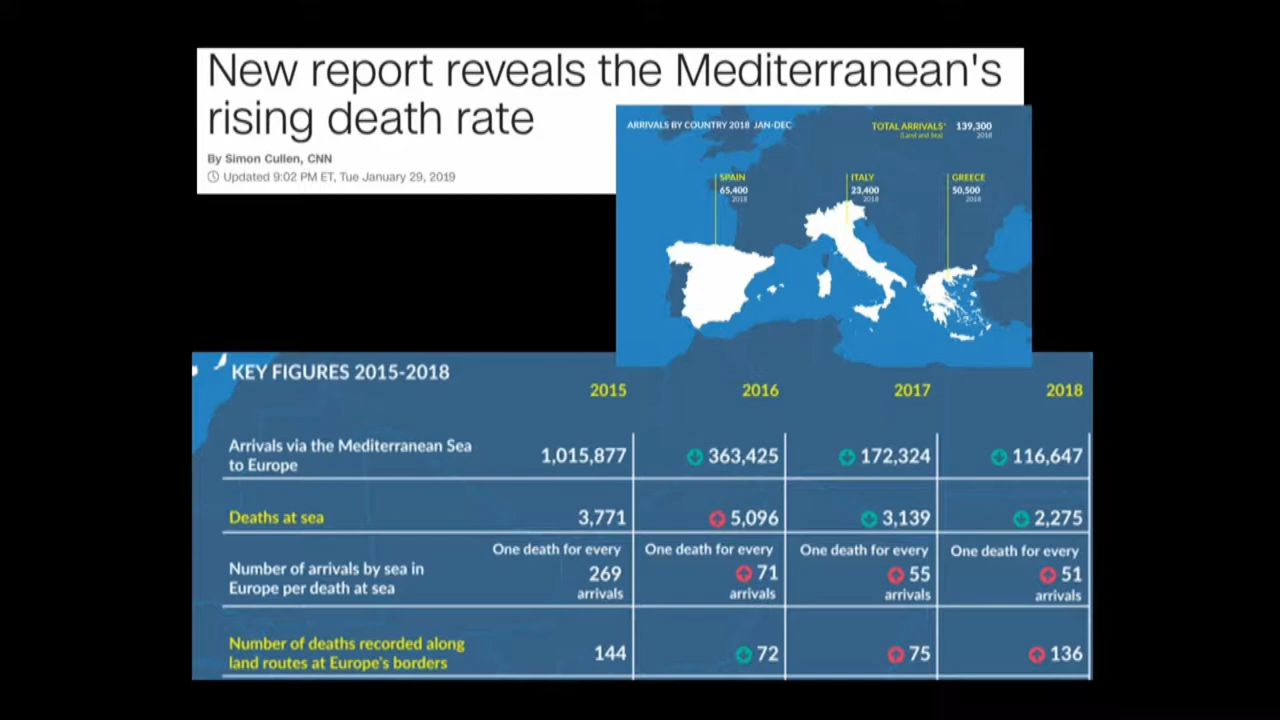 New report reveals the Mediterranean's
rising death rate
By Simon Cullen, CNN
Updated 9:02 PM ET, Tue January 29, 2019
ARRIVALS BY COUNTRY 2018 JAN-DEC
TOTAL ARRIVALS* 139,300
(Land and Sea) 2018
SPAIN
65,400
2018
ITALY
23,400
2018
GREECE
50,500
2018
KEY FIGURES 2015-2018
2015 2016 2017 2018
Arrivals via the Mediterranean Sea
to Europe
1,015,877 363,425 172,324 116,647
Deaths at sea 3,771 5,096 3,139 2,275
Number of arrivals by sea in
Europe per death at sea
One death for every
269
arrivals
One death for every
71
arrivals
One death for every
55
arrivals
One death for every
51
arrivals
Number of deaths recorded along
land routes at Europe's borders
144 72 75 136